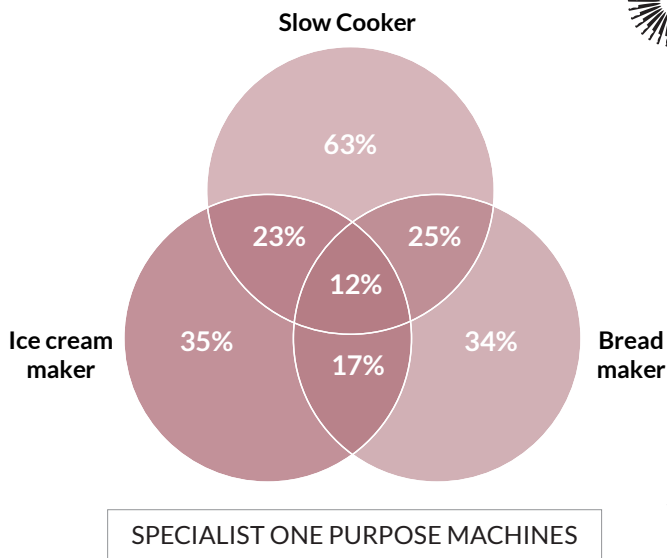 Slow Cooker
63%
23%
25%
12%
Ice cream
maker
35%
17%
34%
Bread
maker
SPECIALIST ONE PURPOSE MACHINES